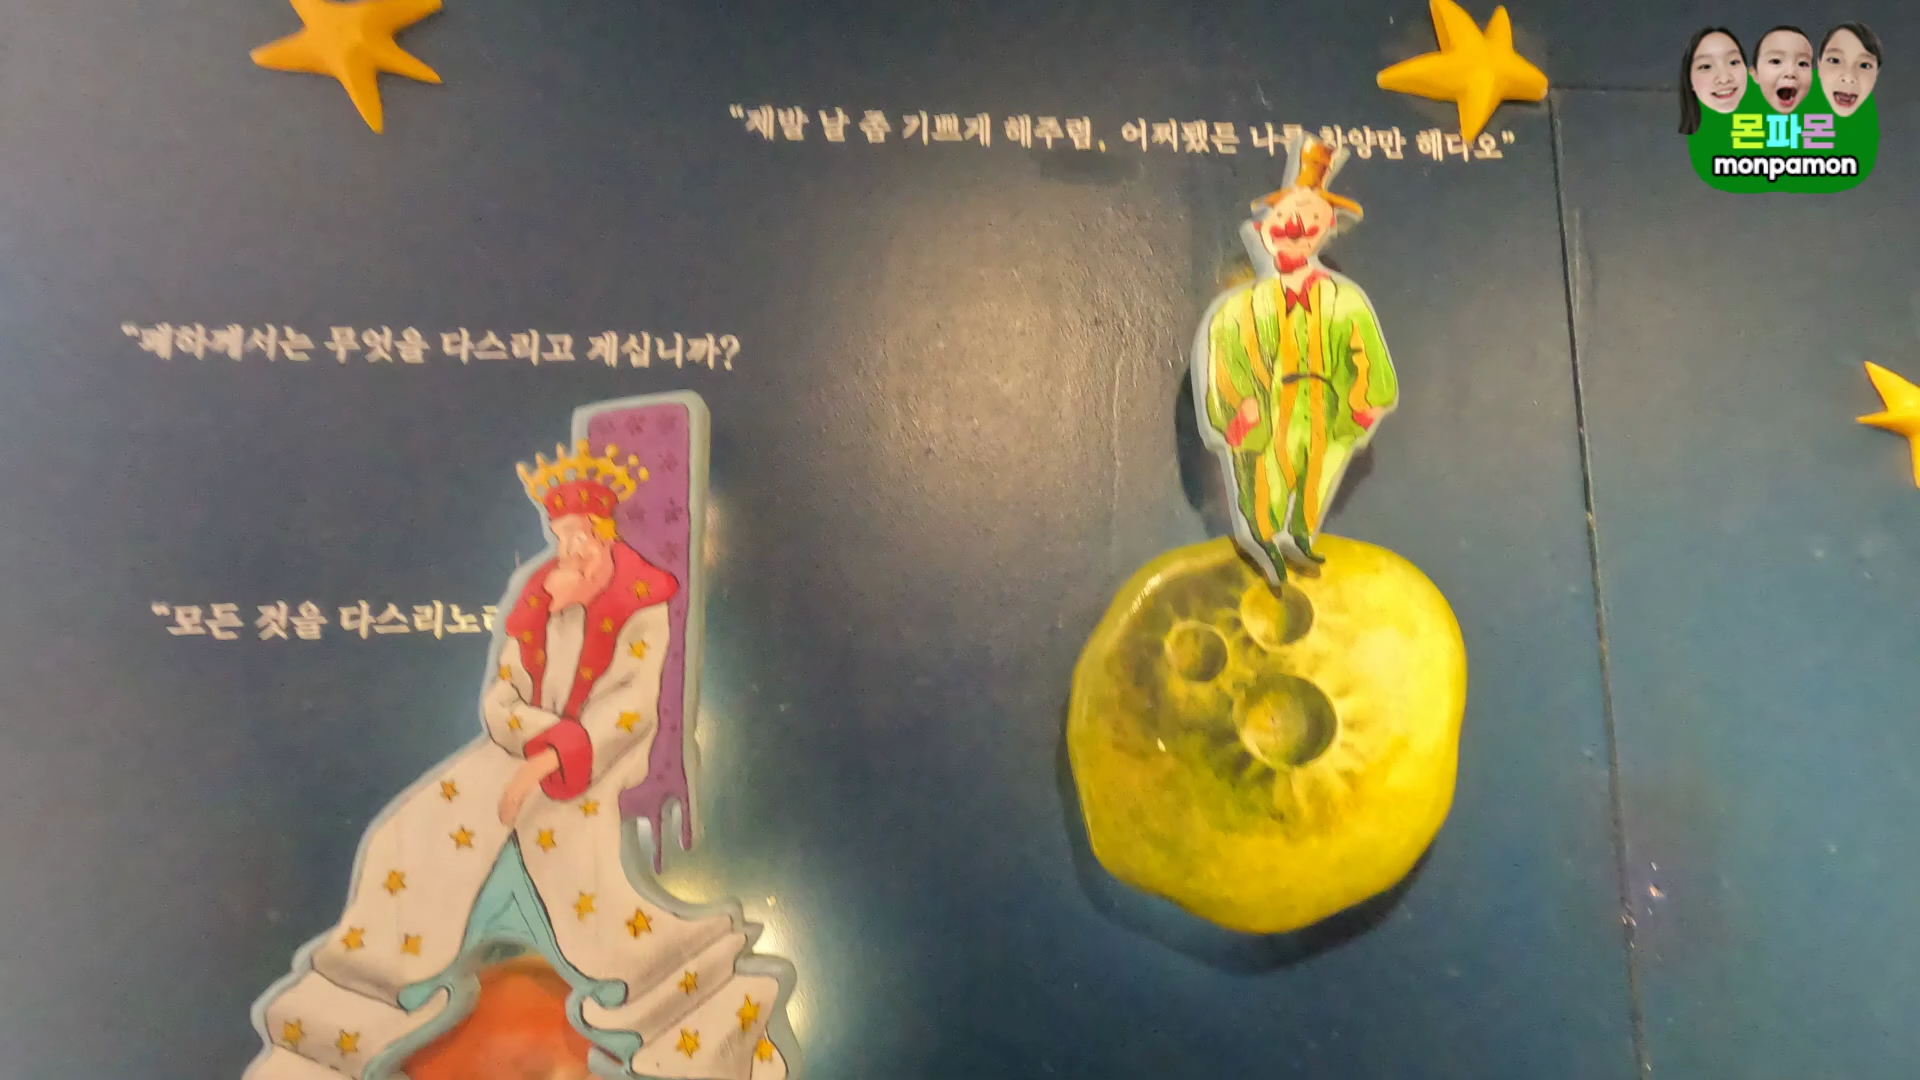 “제발 날 좀 기쁘게 해주렴, 어찌됐든 나를 찬양만 해다오”
몬파몬
monpamon
“폐하께서는 무엇을 다스리고 계십니까?
“모든 것을 다스리노라